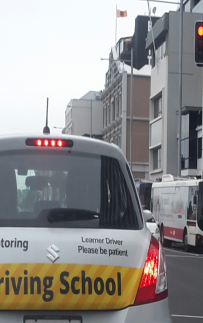 toring
Learner Driver
Please be patient
riving School